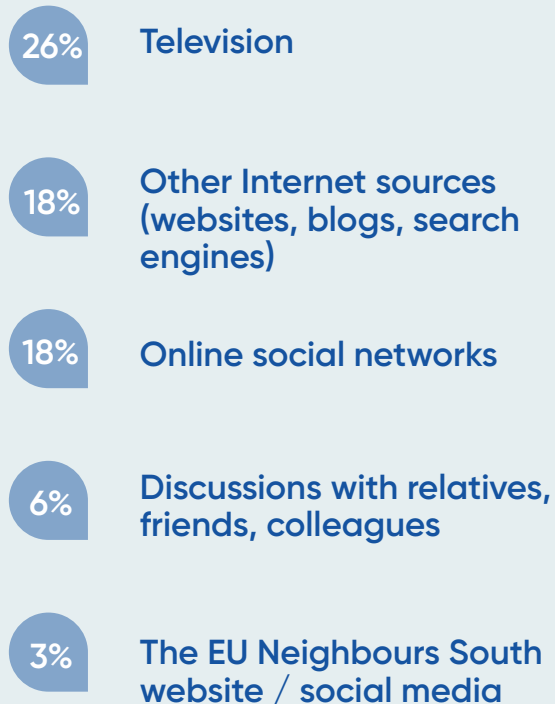 26%
Television
18%
Other Internet sources
(websites, blogs, search
engines)
18%
Online social networks
6%
Discussions with relatives,
friends, colleagues
3%
The EU Neighbours South
website / social media